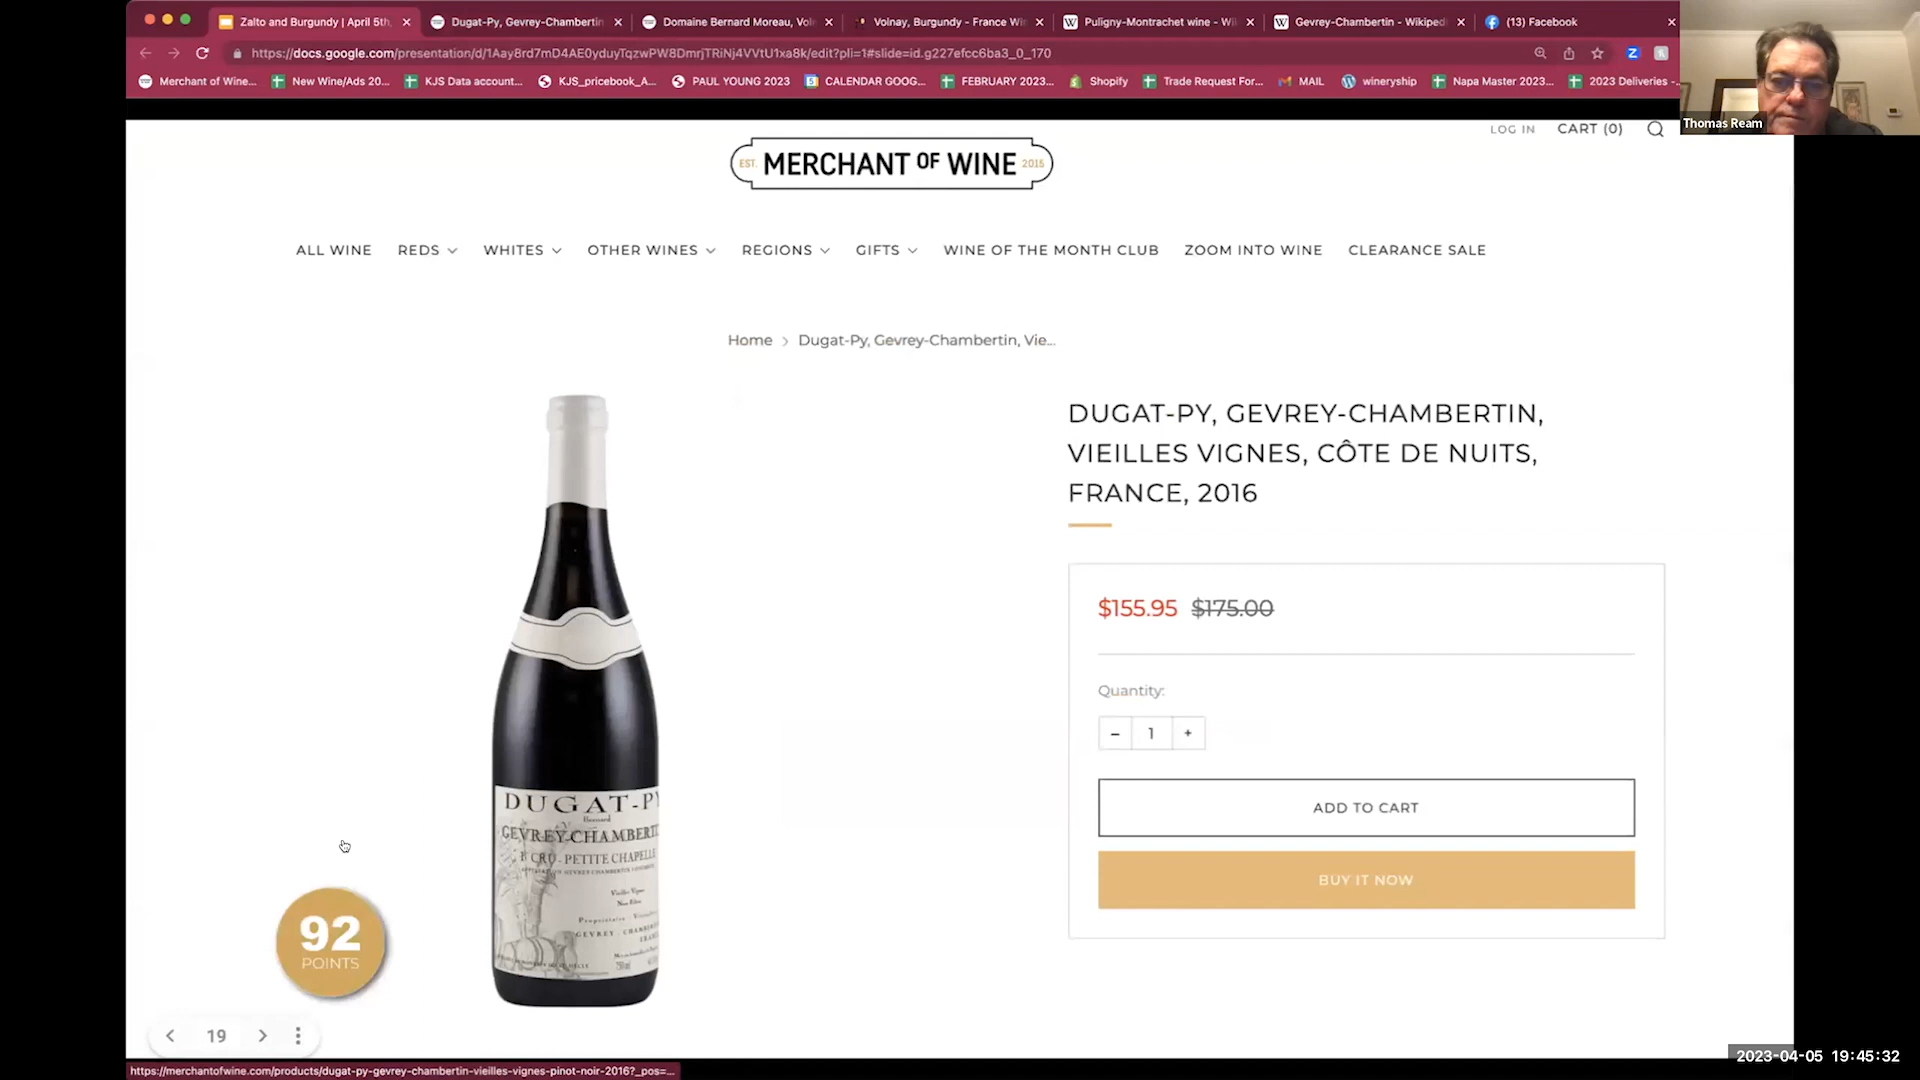 Zalto and Burgundy | April 5th,
Dugat-Py, Gevrey-Chambertin
Domaine Bernard Moreau, Vol
Volnay, Burgundy - France Wi
Puligny-Montrachet wine - Wi
Gevrey-Chambertin - Wikiped
(13) Facebook
https://docs.google.com/presentation/d/1Aay8rd7mD4AE0yduyTqzwPW8DmrjTRiNj4VVtU1xa8k/edit?pli=1#slide=id.g227efcc6ba3_0_170
Merchant of Wine...
New Wine/Ads 20...
KJS Data account...
KJS_pricebook_A...
PAUL YOUNG 2023
CALENDAR GOOG...
FEBRUARY 2023...
Shopify
Trade Request For...
MAIL
wineryship
Napa Master 2023...
2023 Deliveries -
Thomas Ream
LOG IN
CART (0)
EST. MERCHANT OF WINE 2015
ALL WINE
REDS
WHITES
OTHER WINES
REGIONS
GIFTS
WINE OF THE MONTH CLUB
ZOOM INTO WINE
CLEARANCE SALE
Home > Dugat-Py, Gevrey-Chambertin, Vie...
DUGAT-PY, GEVREY-CHAMBERTIN,
VIEILLES VIGNES, CÔTE DE NUITS,
FRANCE, 2016
$155.95 $175.00
Quantity:
– 1 +
ADD TO CART
BUY IT NOW
DUGAT-PY
Bernard
GEVREY-CHAMBERTI
CRU - PETITE CHAPELLE
Vieilles Vignes
GEVREY - CHAMBER
750 ml
92
POINTS
19
https://merchantofwine.com/products/dugat-py-gevrey-chambertin-vieilles-vignes-pinot-noir-2016?_pos=...
2023-04-05 19:45:32